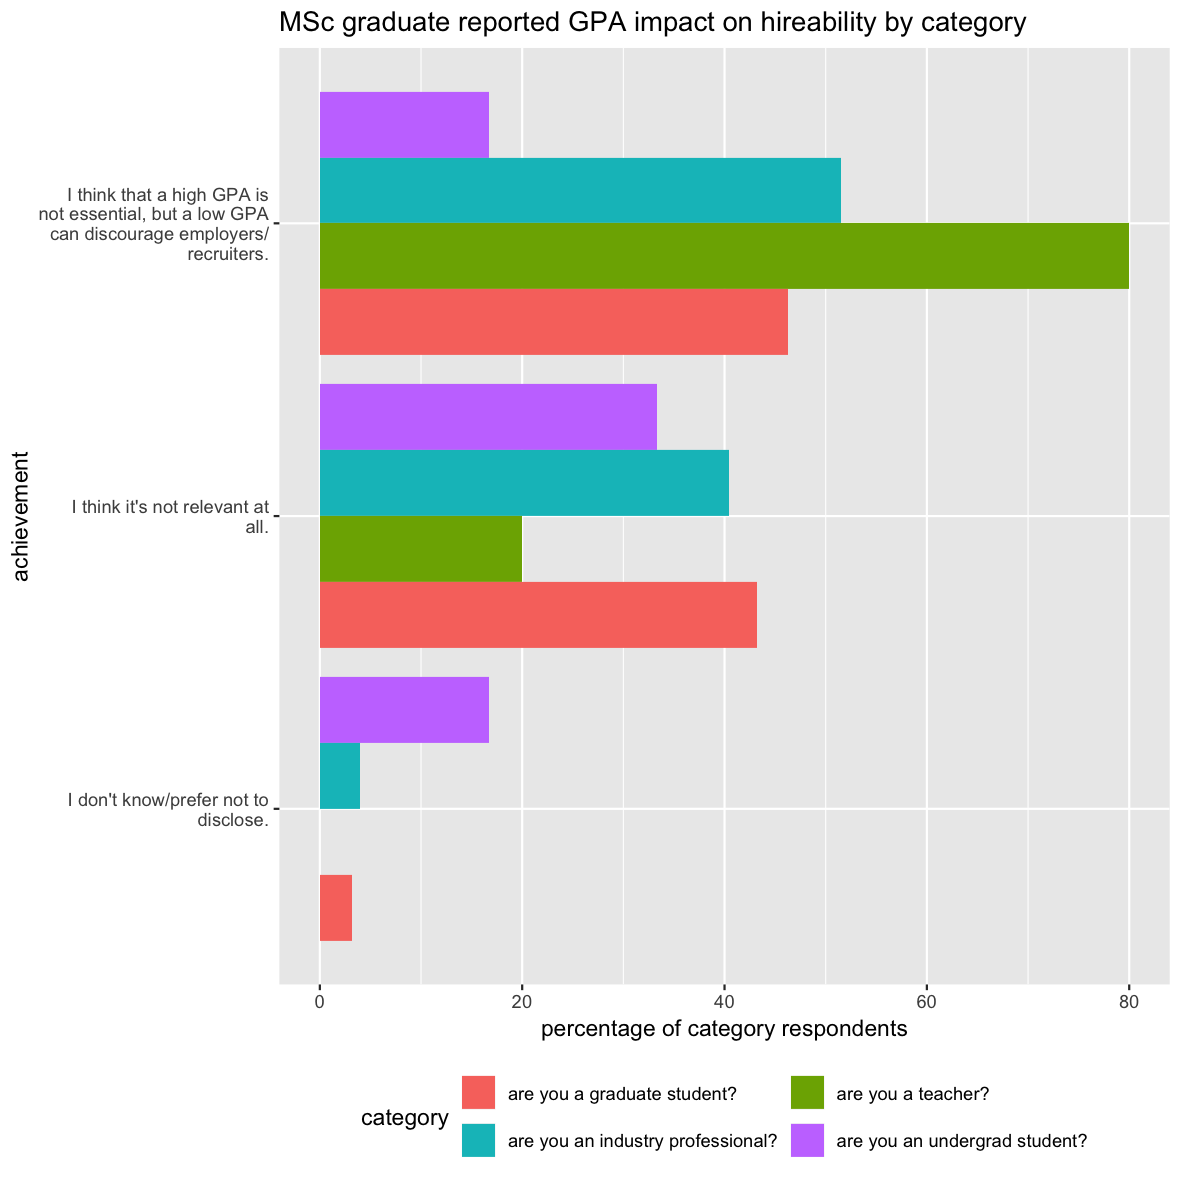 MSc graduate reported GPA impact on hireability by category
I think that a high GPA is
not essential, but a low GPA
can discourage employers/
recruiters.
I think it's not relevant at
all.
I don't know/prefer not to
disclose.
achievement
0 20 40 60 80
percentage of category respondents
category
are you a graduate student?
are you a teacher?
are you an industry professional?
are you an undergrad student?